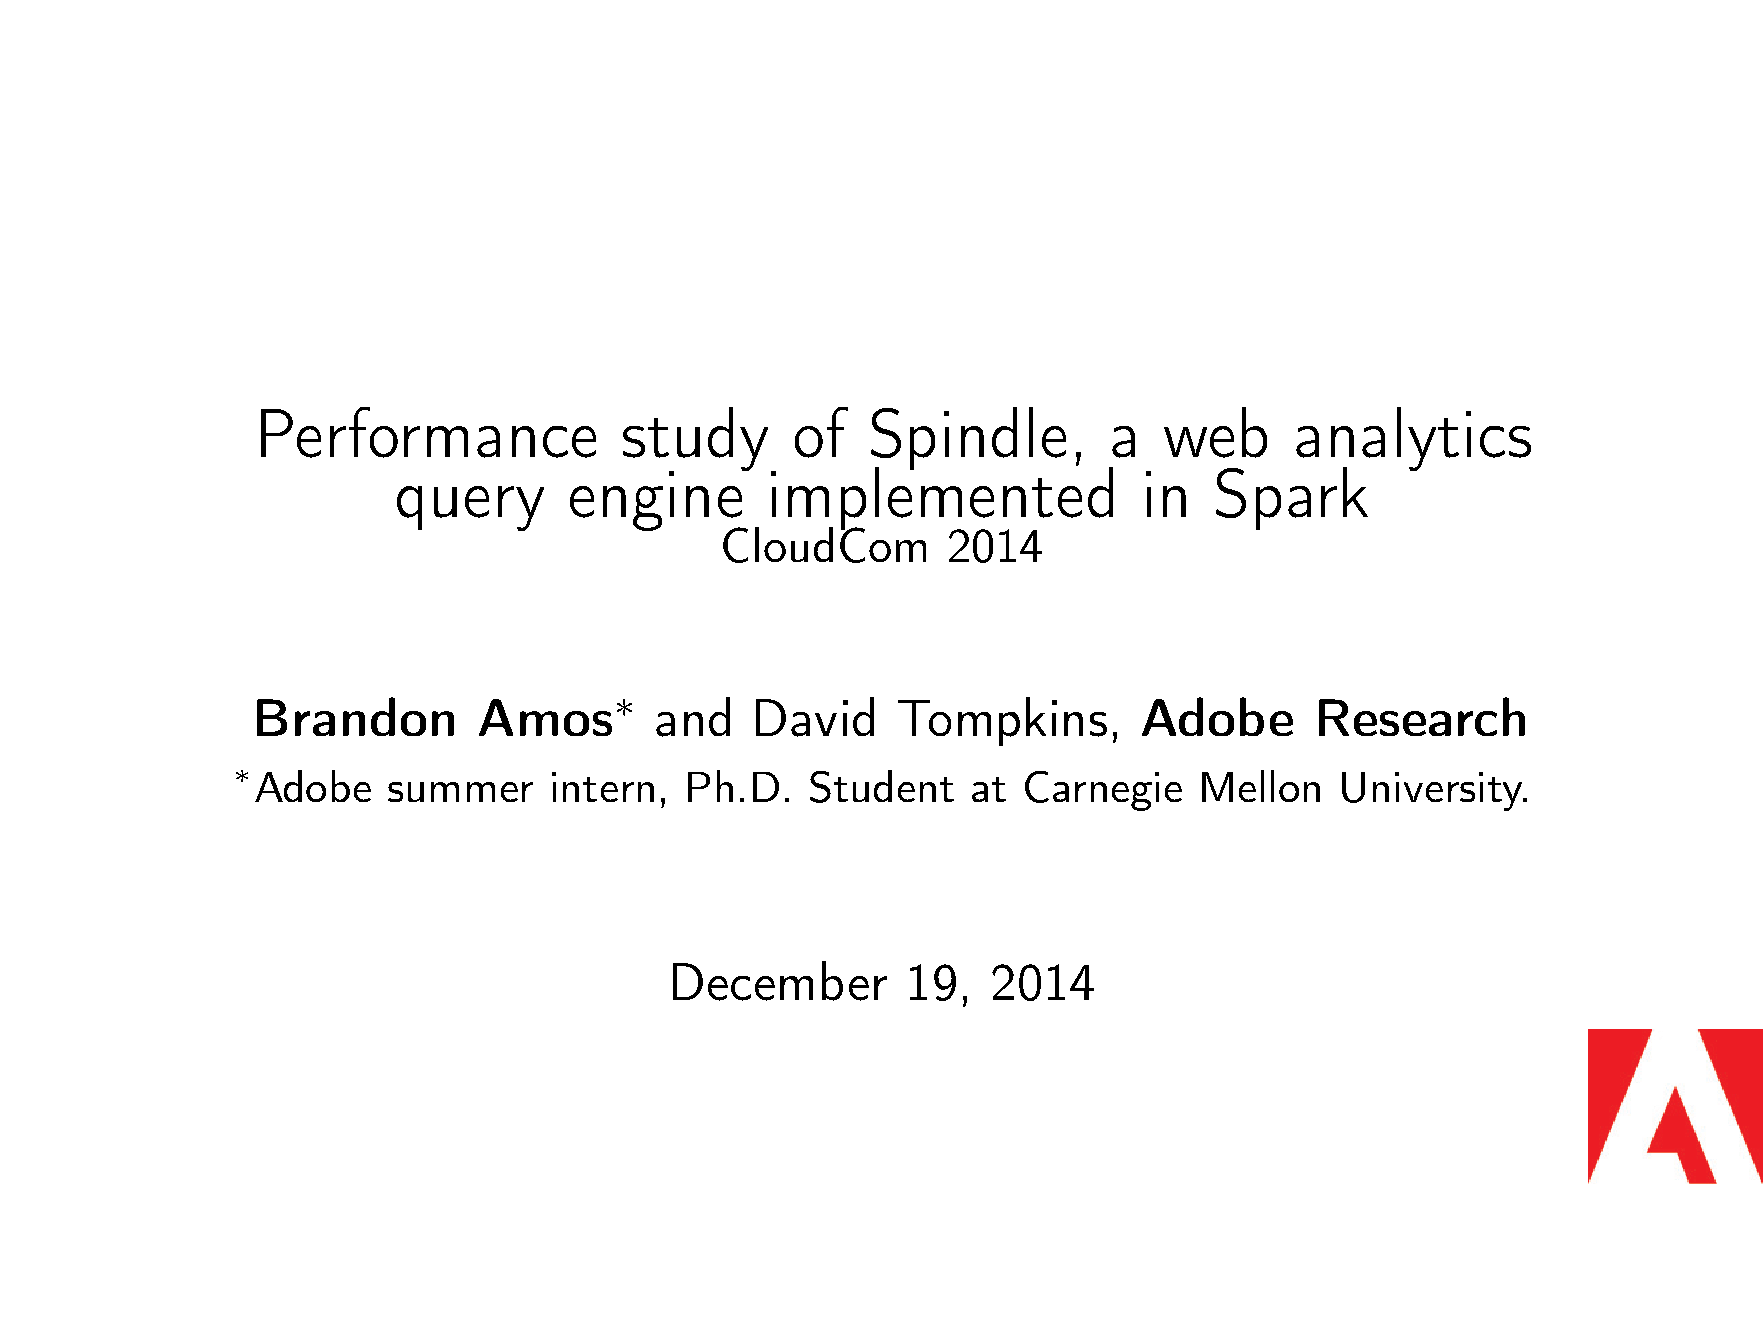 Performance study of Spindle, a web analytics
query engine implemented in Spark
CloudCom 2014
Brandon Amos* and David Tompkins, Adobe Research
*Adobe summer intern, Ph.D. Student at Carnegie Mellon University.
December 19, 2014